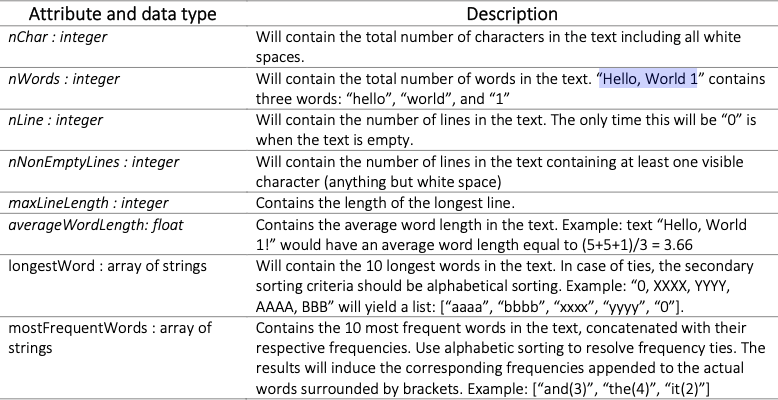 Attribute and data type Description
nChar : integer Will contain the total number of characters in the text including all white
spaces.
nWords : integer Will contain the total number of words in the text. “Hello, World 1” contains
three words: “hello”, “world”, and “1”
nLine : integer Will contain the number of lines in the text. The only time this will be “0” is
when the text is empty.
nNonEmptyLines : integer Will contain the number of lines in the text containing at least one visible
character (anything but white space)
maxLineLength : integer Contains the length of the longest line.
averageWordLength: float Contains the average word length in the text. Example: text “Hello, World
1!” would have an average word length equal to (5+5+1)/3 = 3.66
longestWord : array of strings Will contain the 10 longest words in the text. In case of ties, the secondary
sorting criteria should be alphabetical sorting. Example: “0, XXXX, YYYY,
AAAA, BBB” will yield a list: [“aaaa”, “bbbb”, “xxxx”, “yyyy”, “0”].
mostFrequentWords : array of Contains the 10 most frequent words in the text, concatenated with their
strings respective frequencies. Use alphabetic sorting to resolve frequency ties. The
results will induce the corresponding frequencies appended to the actual
words surrounded by brackets. Example: [“and(3)”, “the(4)”, “it(2)”]